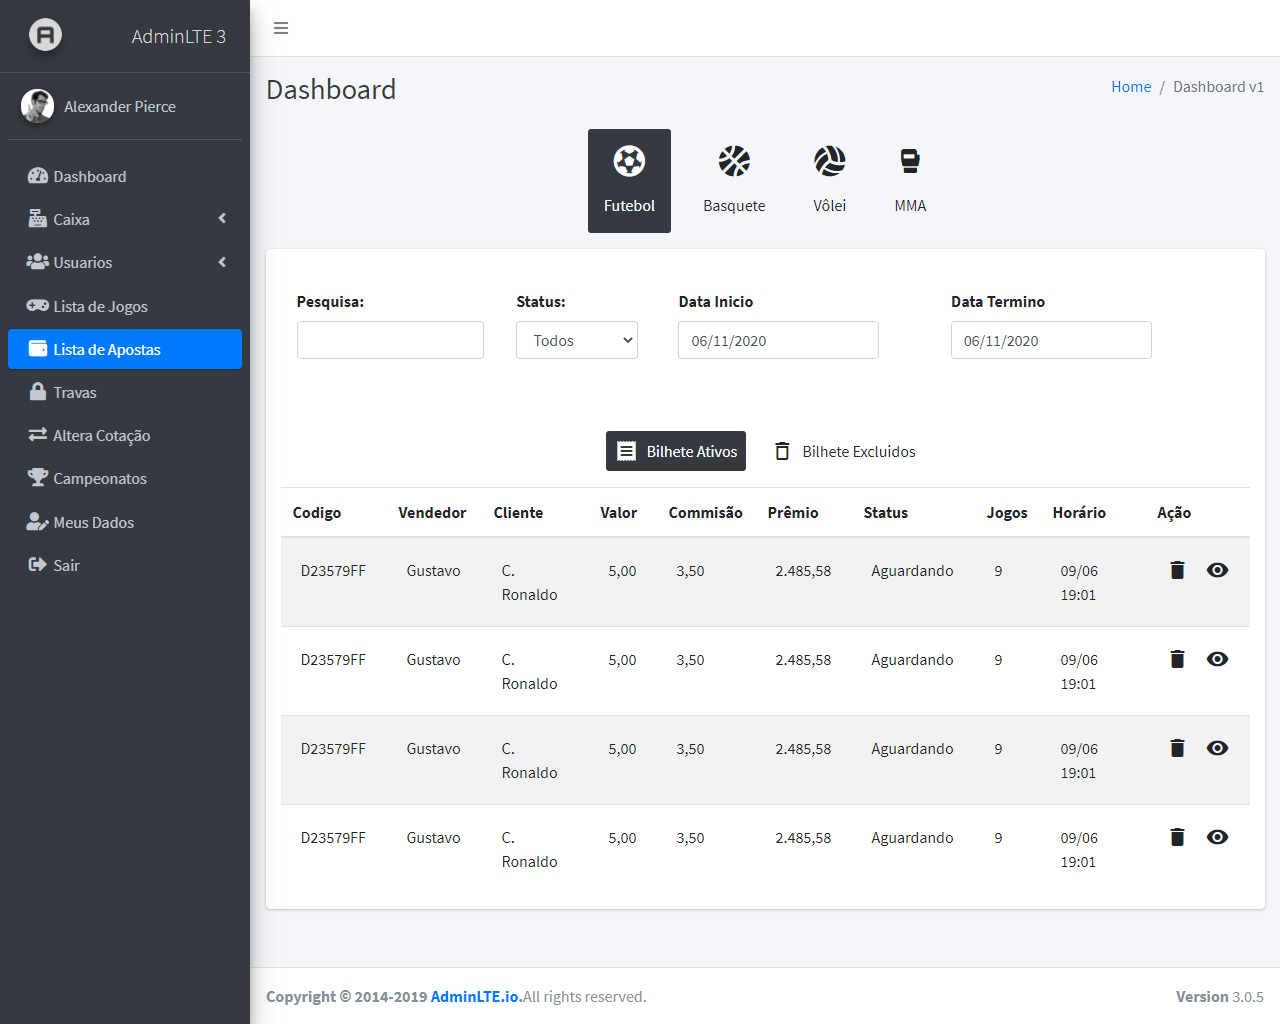 AdminLTE 3
Alexander Pierce
Dashboard
Caixa
Usuarios
Lista de Jogos
Lista de Apostas
Travas
Altera Cotação
Campeonatos
Meus Dados
Sair
Dashboard
Home / Dashboard v1
Futebol Basquete Vôlei MMA
Pesquisa: Status: Data Inicio Data Termino
Todos 06/11/2020 06/11/2020
Bilhete Ativos Bilhete Excluidos
Codigo Vendedor Cliente Valor Commisão Prêmio Status Jogos Horário Ação
D23579FF Gustavo C. 5,00 3,50 2.485,58 Aguardando 9 09/06
Ronaldo 19:01
D23579FF Gustavo C. 5,00 3,50 2.485,58 Aguardando 9 09/06
Ronaldo 19:01
D23579FF Gustavo C. 5,00 3,50 2.485,58 Aguardando 9 09/06
Ronaldo 19:01
D23579FF Gustavo C. 5,00 3,50 2.485,58 Aguardando 9 09/06
Ronaldo 19:01
Copyright © 2014-2019 AdminLTE.io.All rights reserved.
Version 3.0.5